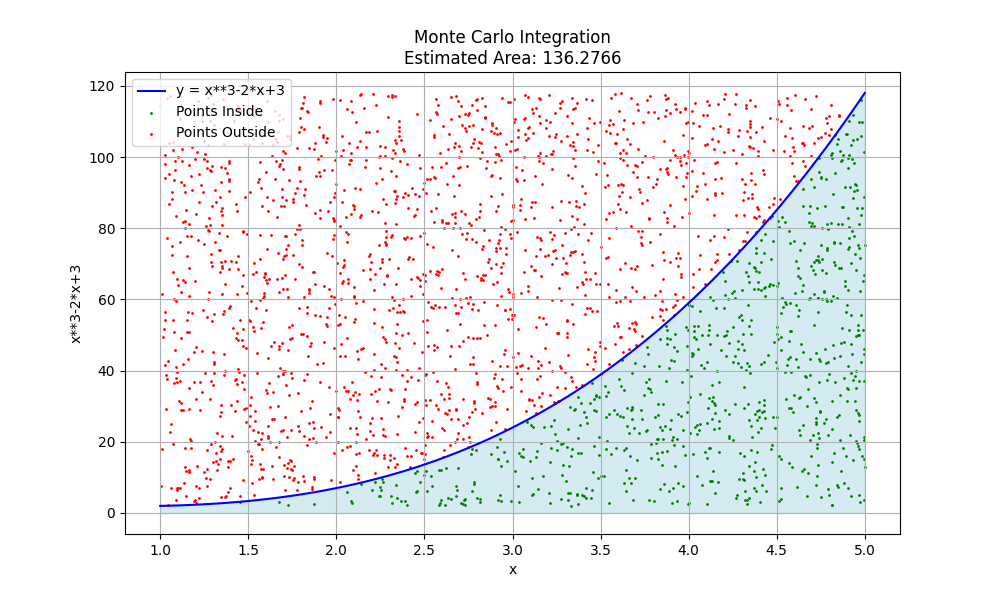 Monte Carlo Integration
Estimated Area: 136.2766
y = x**3-2*x+3
Points Inside
Points Outside
x**3-2*x+3
120
100
80
60
40
20
0
1.0 1.5 2.0 2.5 3.0 3.5 4.0 4.5 5.0
x